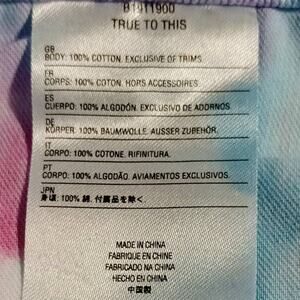 B1911900
TRUE TO THIS
GB
BODY: 100% COTTON. EXCLUSIVE OF TRIMS
FR
CORPS: 100% COTON. HORS ACCESSOIRES
ES
CUERPO: 100% ALGODÓN. EXCLUSIVO DE ADORNOS
DE
KÖRPER: 100% BAUMWOLLE. AUSSER ZUBEHÖR.
IT
CORPO: 100% COTONE. RIFINITURA.
PT
CORPO: 100% ALGODÃO. AVIAMENTOS EXCLUSIVOS.
JPN
身頃: 100% 綿. 付属品を除く.
MADE IN CHINA
FABRIQUE EN CHINE
FABRICADO NA CHINA
HECHO EN CHINA
中国製